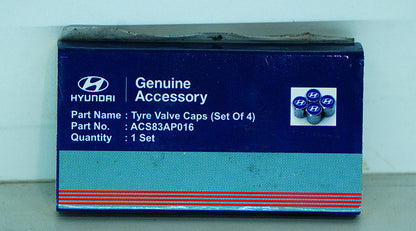 HYUNDAI
Genuine
Accessory
Part Name : Tyre Valve Caps (Set Of 4)
Part No. : ACS83AP016
Quantity : 1 Set